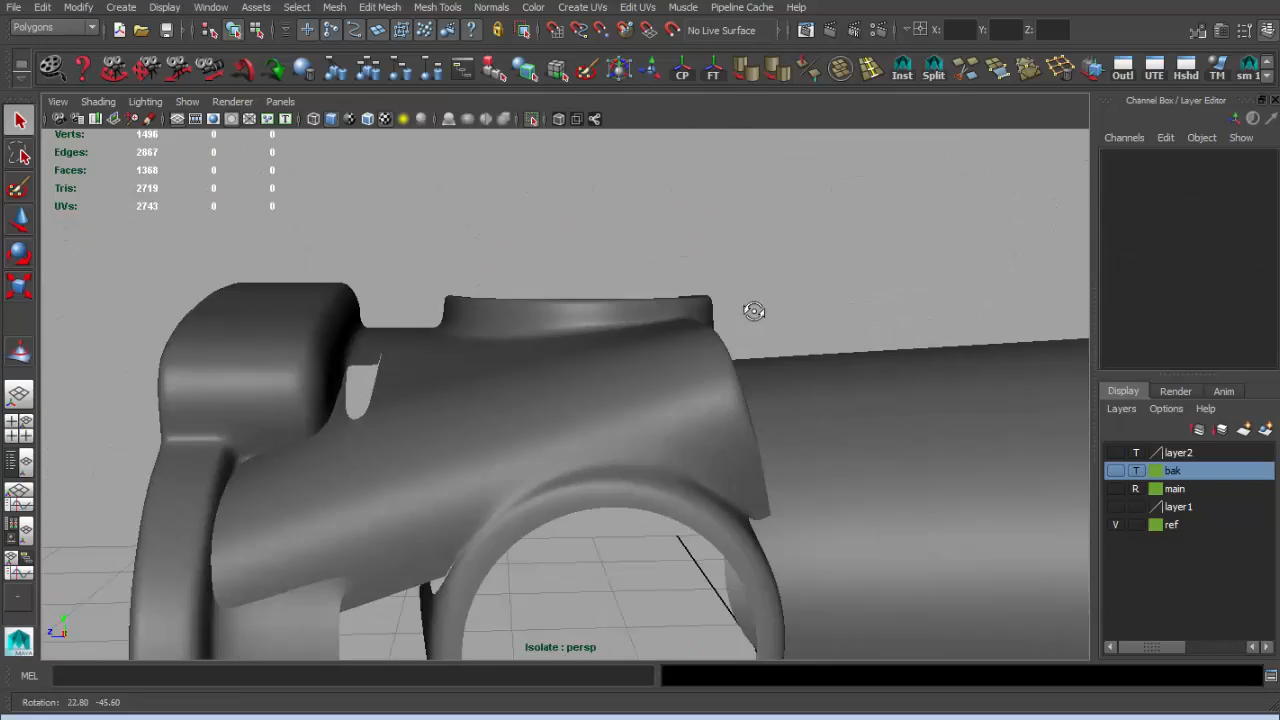 File Edit Modify Create Display Window Assets Select Mesh Edit Mesh Mesh Tools Normals Color Create UVs Edit UVs Muscle Pipeline Cache Help
Polygons No Live Surface X: Y: Z:
CP FT Inst Split Outl UTE Hshd TM sm 1
View Shading Lighting Show Renderer Panels
Channel Box / Layer Editor
Channels Edit Object Show
Verts: 1496 0 0
Edges: 2867 0 0
Faces: 1368 0 0
Tris: 2719 0 0
UVs: 2743 0 0
Display Render Anim
Layers Options Help
T layer2
T bak
R main
layer1
V ref
y
z
Isolate : persp
MAYA
MEL
Rotation: 22.80 -45.60